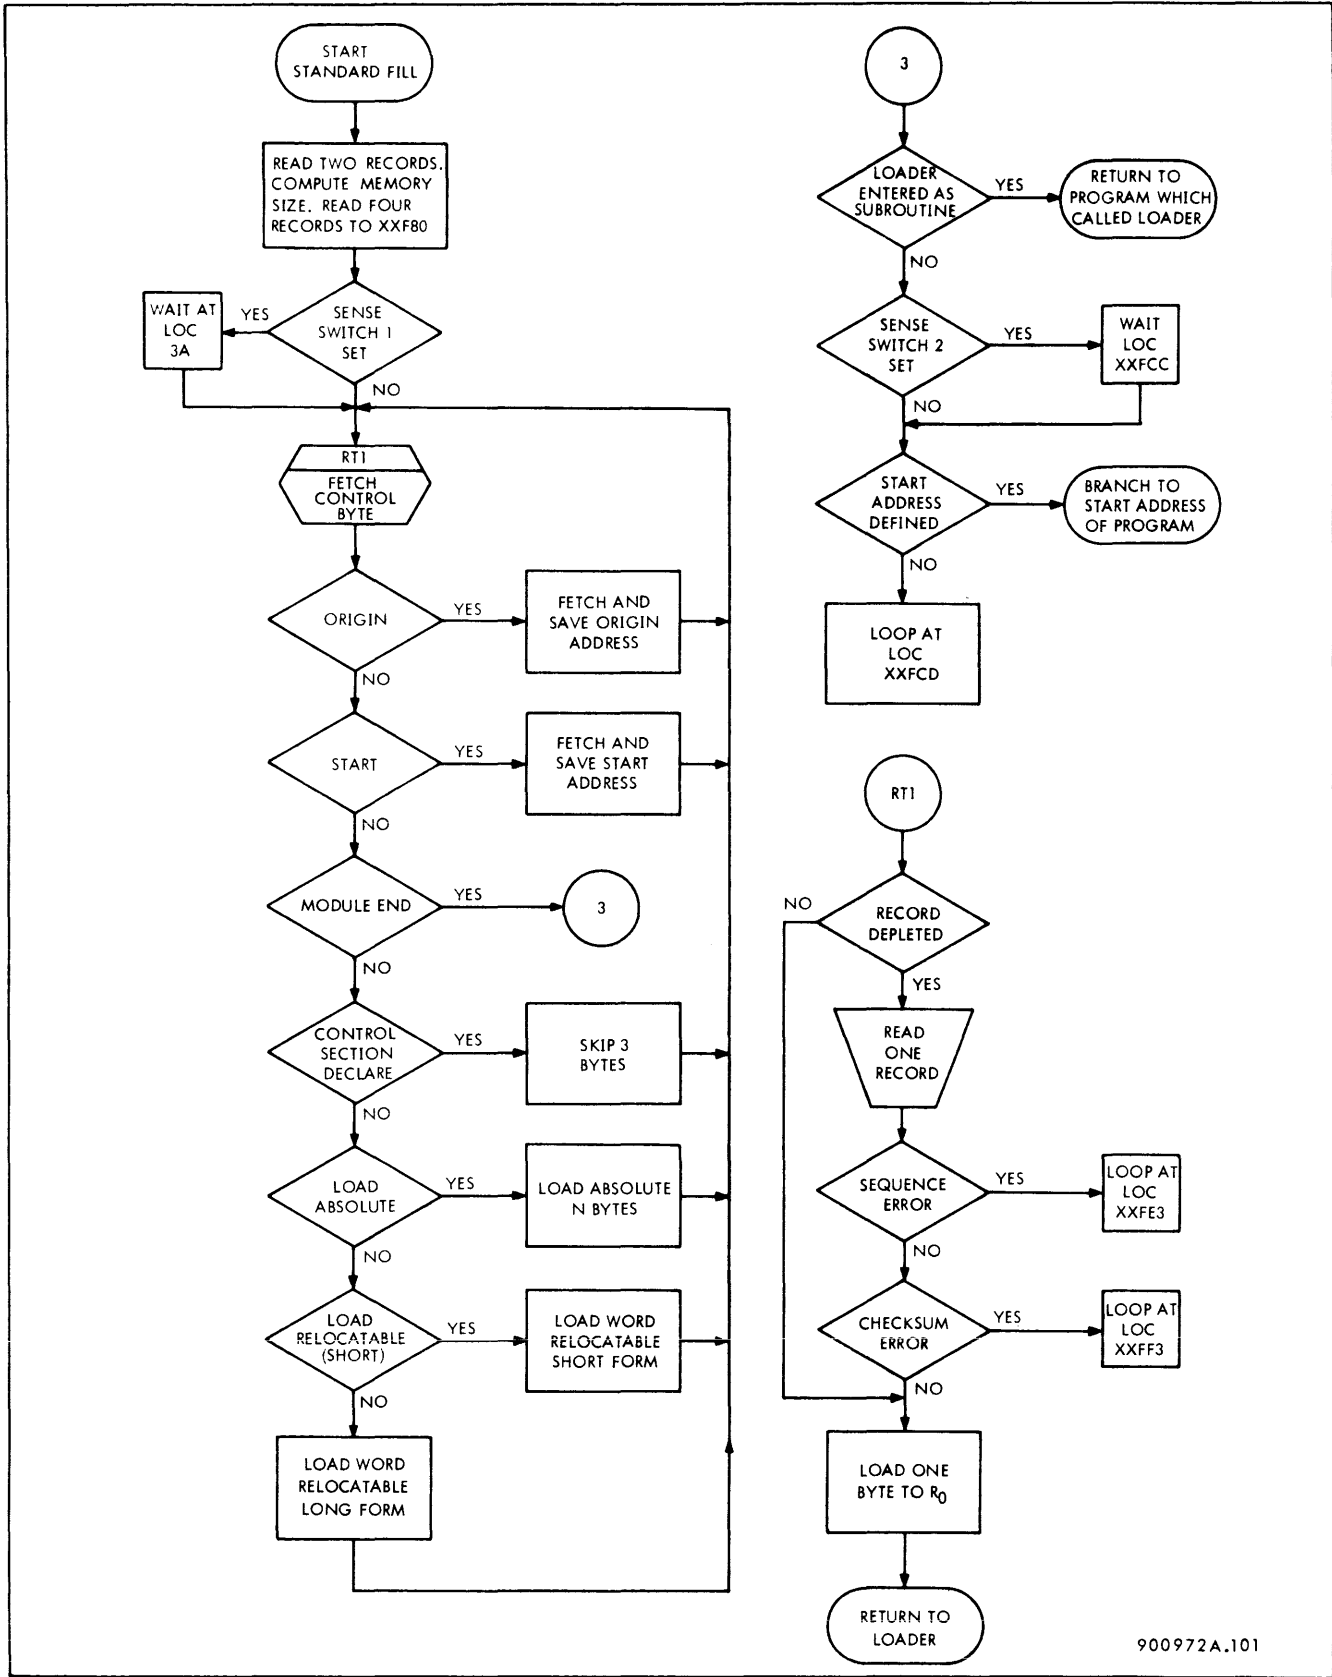 START
STANDARD FILL
READ TWO RECORDS.
COMPUTE MEMORY
SIZE. READ FOUR
RECORDS TO XXF80
WAIT AT
LOC
3A
YES
SENSE
SWITCH 1
SET
NO
RT1
FETCH
CONTROL
BYTE
ORIGIN
YES
FETCH AND
SAVE ORIGIN
ADDRESS
NO
START
YES
FETCH AND
SAVE START
ADDRESS
NO
MODULE END
YES
3
NO
CONTROL
SECTION
DECLARE
YES
SKIP 3
BYTES
NO
LOAD
ABSOLUTE
YES
LOAD ABSOLUTE
N BYTES
NO
LOAD
RELOCATABLE
(SHORT)
YES
LOAD WORD
RELOCATABLE
SHORT FORM
NO
LOAD WORD
RELOCATABLE
LONG FORM
3
LOADER
ENTERED AS
SUBROUTINE
YES
RETURN TO
PROGRAM WHICH
CALLED LOADER
NO
SENSE
SWITCH 2
SET
YES
WAIT
LOC
XXFCC
NO
START
ADDRESS
DEFINED
YES
BRANCH TO
START ADDRESS
OF PROGRAM
NO
LOOP AT
LOC
XXFCD
RT1
NO
RECORD
DEPLETED
YES
READ
ONE
RECORD
SEQUENCE
ERROR
YES
LOOP AT
LOC
XXFE3
NO
CHECKSUM
ERROR
YES
LOOP AT
LOC
XXFF3
NO
LOAD ONE
BYTE TO R0
RETURN TO
LOADER
900972A.101